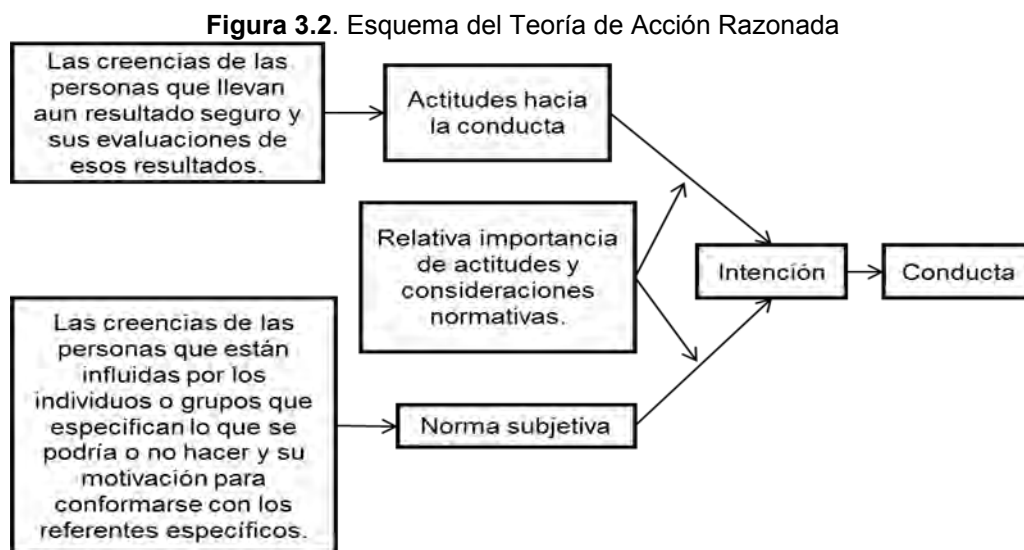 Figura 3.2. Esquema del Teoría de Acción Razonada
Las creencias de las
personas que llevan
aun resultado seguro y
sus evaluaciones de
esos resultados.
Actitudes hacia
la conducta
Relativa importancia
de actitudes y
consideraciones
normativas.
Intención
Conducta
Las creencias de las
personas que están
influidas por los
individuos o grupos que
especifican lo que se
podría o no hacer y su
motivación para
conformarse con los
referentes específicos.
Norma subjetiva